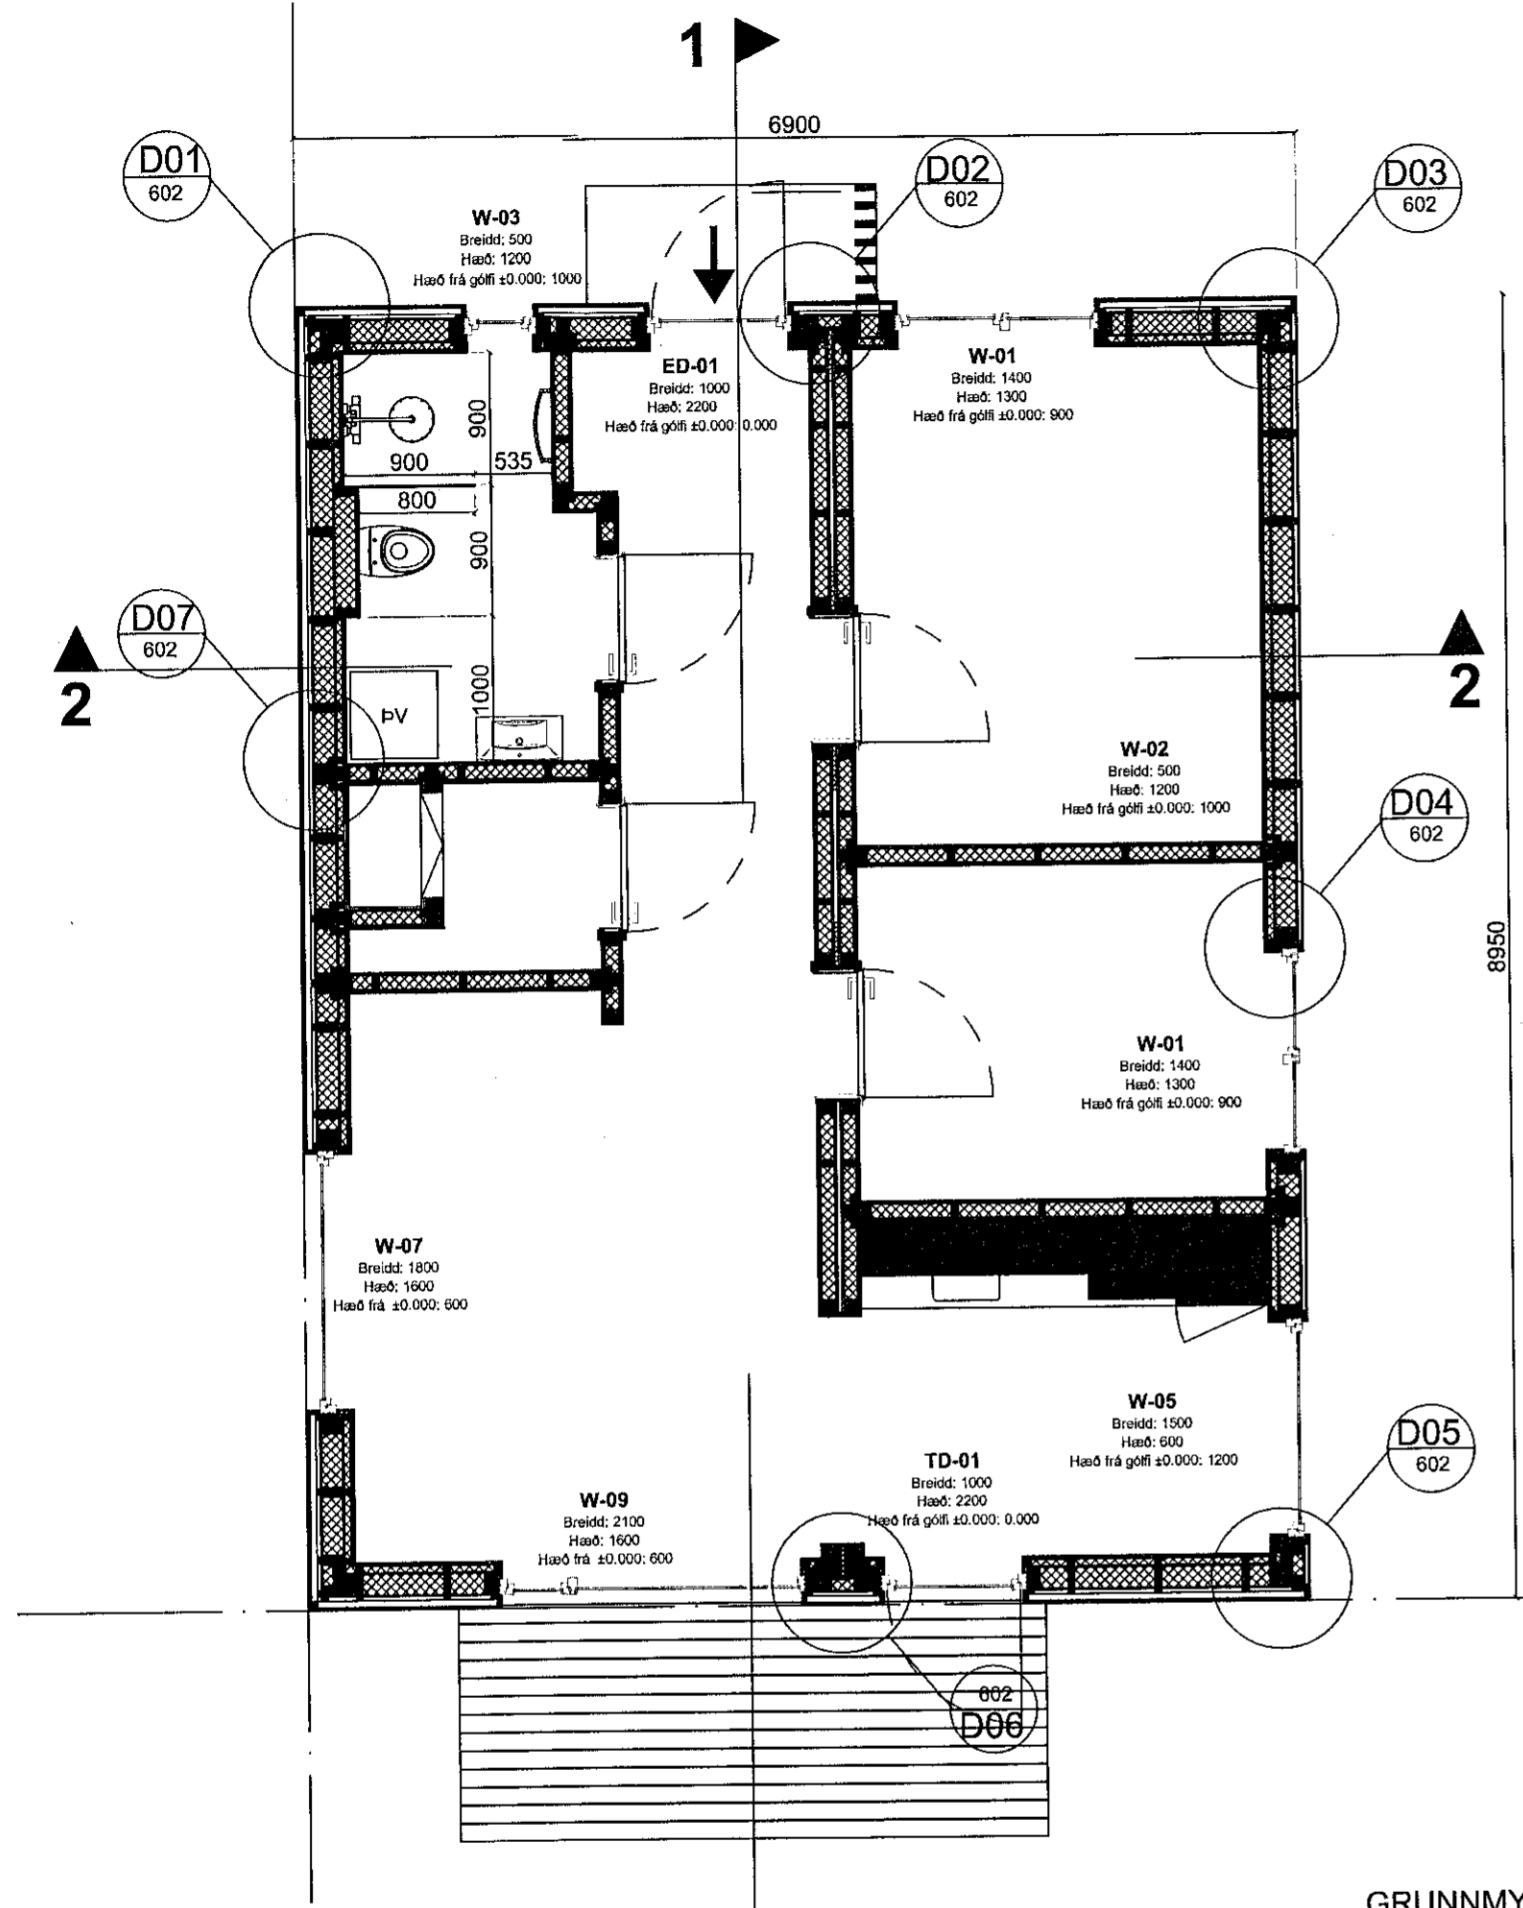 1
6900
D01
602
D02
602
D03
602
W-03
Breidd: 500
Hæð: 1200
Hæð frá gólfi ±0.000: 1000
ED-01
Breidd: 1000
Hæð: 2200
Hæð frá gólfi ±0.000: 0.000
W-01
Breidd: 1400
Hæð: 1300
Hæð frá gólfi ±0.000: 900
900
900
535
800
900
D07
602
2
2
1000
ÞV
W-02
Breidd: 500
Hæð: 1200
Hæð frá gólfi ±0.000: 1000
D04
602
8950
W-01
Breidd: 1400
Hæð: 1300
Hæð frá gólfi ±0.000: 900
W-07
Breidd: 1800
Hæð: 1600
Hæð frá ±0.000: 600
W-05
Breidd: 1500
Hæð: 600
Hæð frá gólfi ±0.000: 1200
D05
602
TD-01
Breidd: 1000
Hæð: 2200
Hæð frá gólfi ±0.000: 0.000
W-09
Breidd: 2100
Hæð: 1600
Hæð frá ±0.000: 600
602
D06
GRUNNMY